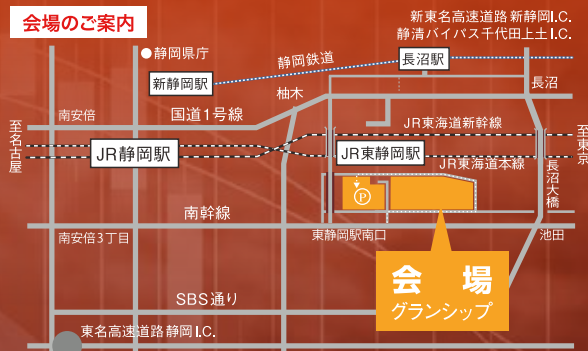 会場のご案内
新東名高速道路 新静岡I.C.
静清バイパス千代田上土I.C.
静岡県庁
静岡鉄道
長沼駅
新静岡駅
柚木
長沼
南安倍
国道1号線
JR東海道新幹線
至名古屋
JR静岡駅
JR東静岡駅
至東京
JR東海道本線
長沼大橋
P
南幹線
南安倍3丁目
東静岡駅南口
池田
会場
グランシップ
SBS通り
東名高速道路 静岡I.C.